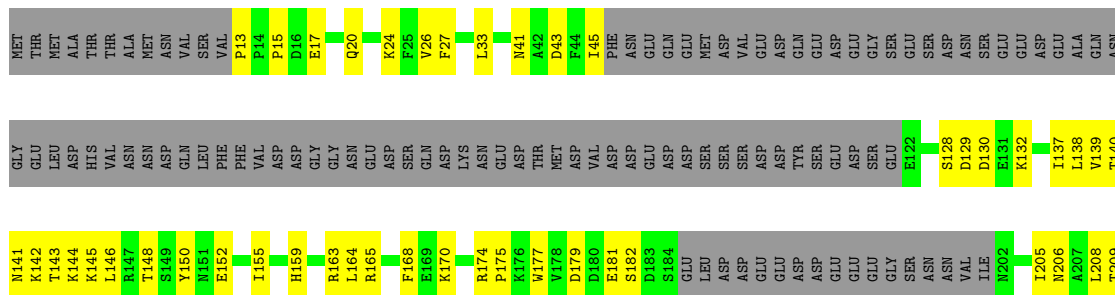 MET THR MET ALA THR THR ALA MET ASN VAL SER VAL P13 P14 P15 D16 E17 Q20 K24 F25 V26 F27 L33 N41 A42 D43 F44 I45 PHE ASN GLU GLN GLU MET ASP VAL GLU ASP GLN GLU ASP GLU GLY SER GLU SER ASP ASN SER GLU GLU ASP GLU ALA GLN ASN
GLY GLU LEU ASP HIS VAL ASN ASN ASP GLN LEU PHE PHE VAL ASP ASP GLY GLY ASN GLU ASP SER GLN ASP LYS ASN GLU ASP THR MET ASP VAL ASP ASP GLU ASP ASP SER SER SER ASP ASP TYR SER GLU ASP SER GLU E122 S128 D129 D130 E131 K132 I137 L138 V139 T140
N141 K142 T143 K144 K145 L146 R147 T148 S149 Y150 N151 E152 I155 H159 R163 L164 R165 F168 E169 K170 R174 P175 K176 W177 V178 D179 D180 E181 S182 D183 S184 GLU LEU ASP ASP GLU GLU ASP ASP GLU GLU GLU GLY SER ASN ASN VAL ILE N202 I205 N206 A207 L208